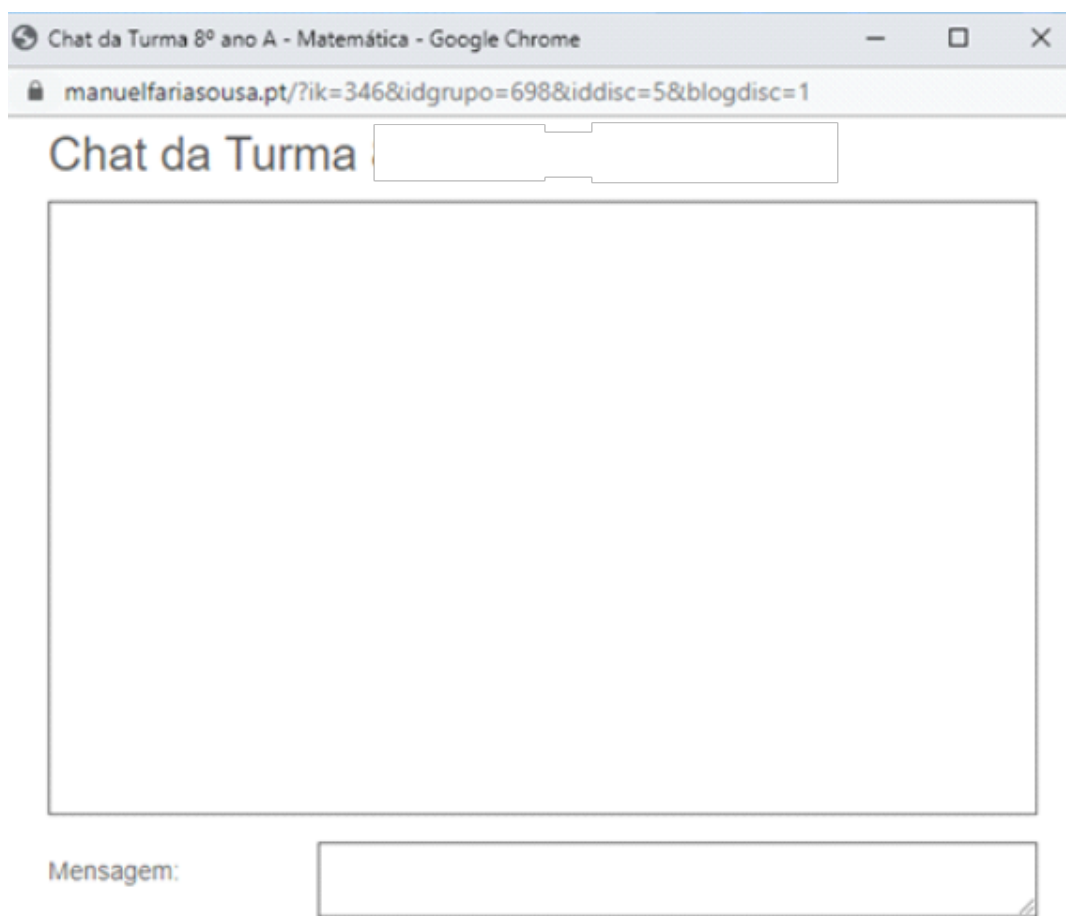 Chat da Turma 8º ano A - Matemática - Google Chrome
manuelfariasousa.pt/?ik=346&idgrupo=698&iddisc=5&blogdisc=1
Chat da Turma
Mensagem: